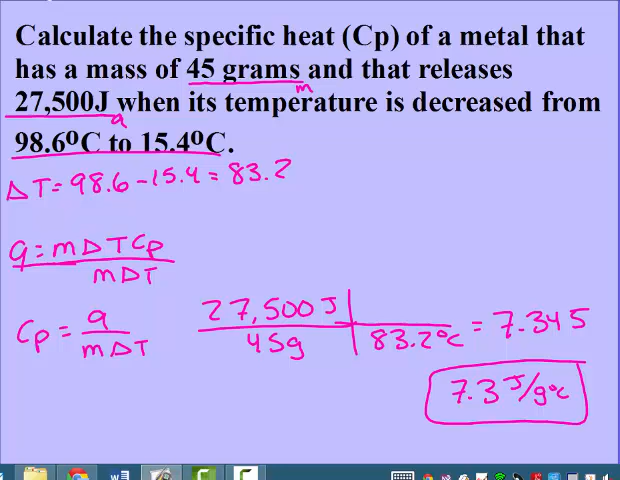 Calculate the specific heat (Cp) of a metal that
has a mass of 45 grams and that releases
m
27,500J when its temperature is decreased from
q
98.6ºC to 15.4ºC.
ΔT = 98.6 - 15.4 = 83.2
q = mΔTCp
mΔT
Cp = q / mΔT
27,500 J
45g | 83.2°C = 7.345
7.3 J/g°C